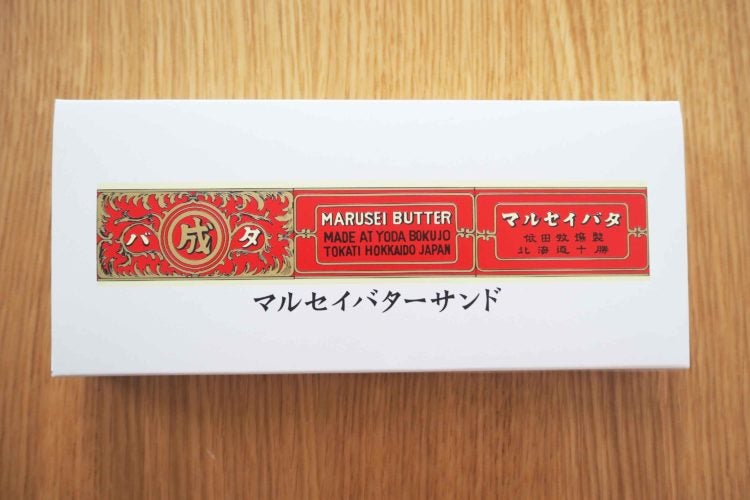 バ 成 タ
MARUSEI BUTTER
MADE AT YODA BOKUJO
TOKATI HOKKAIDO JAPAN
マルセイバタ
依田牧場製
北海道十勝
マルセイバターサンド